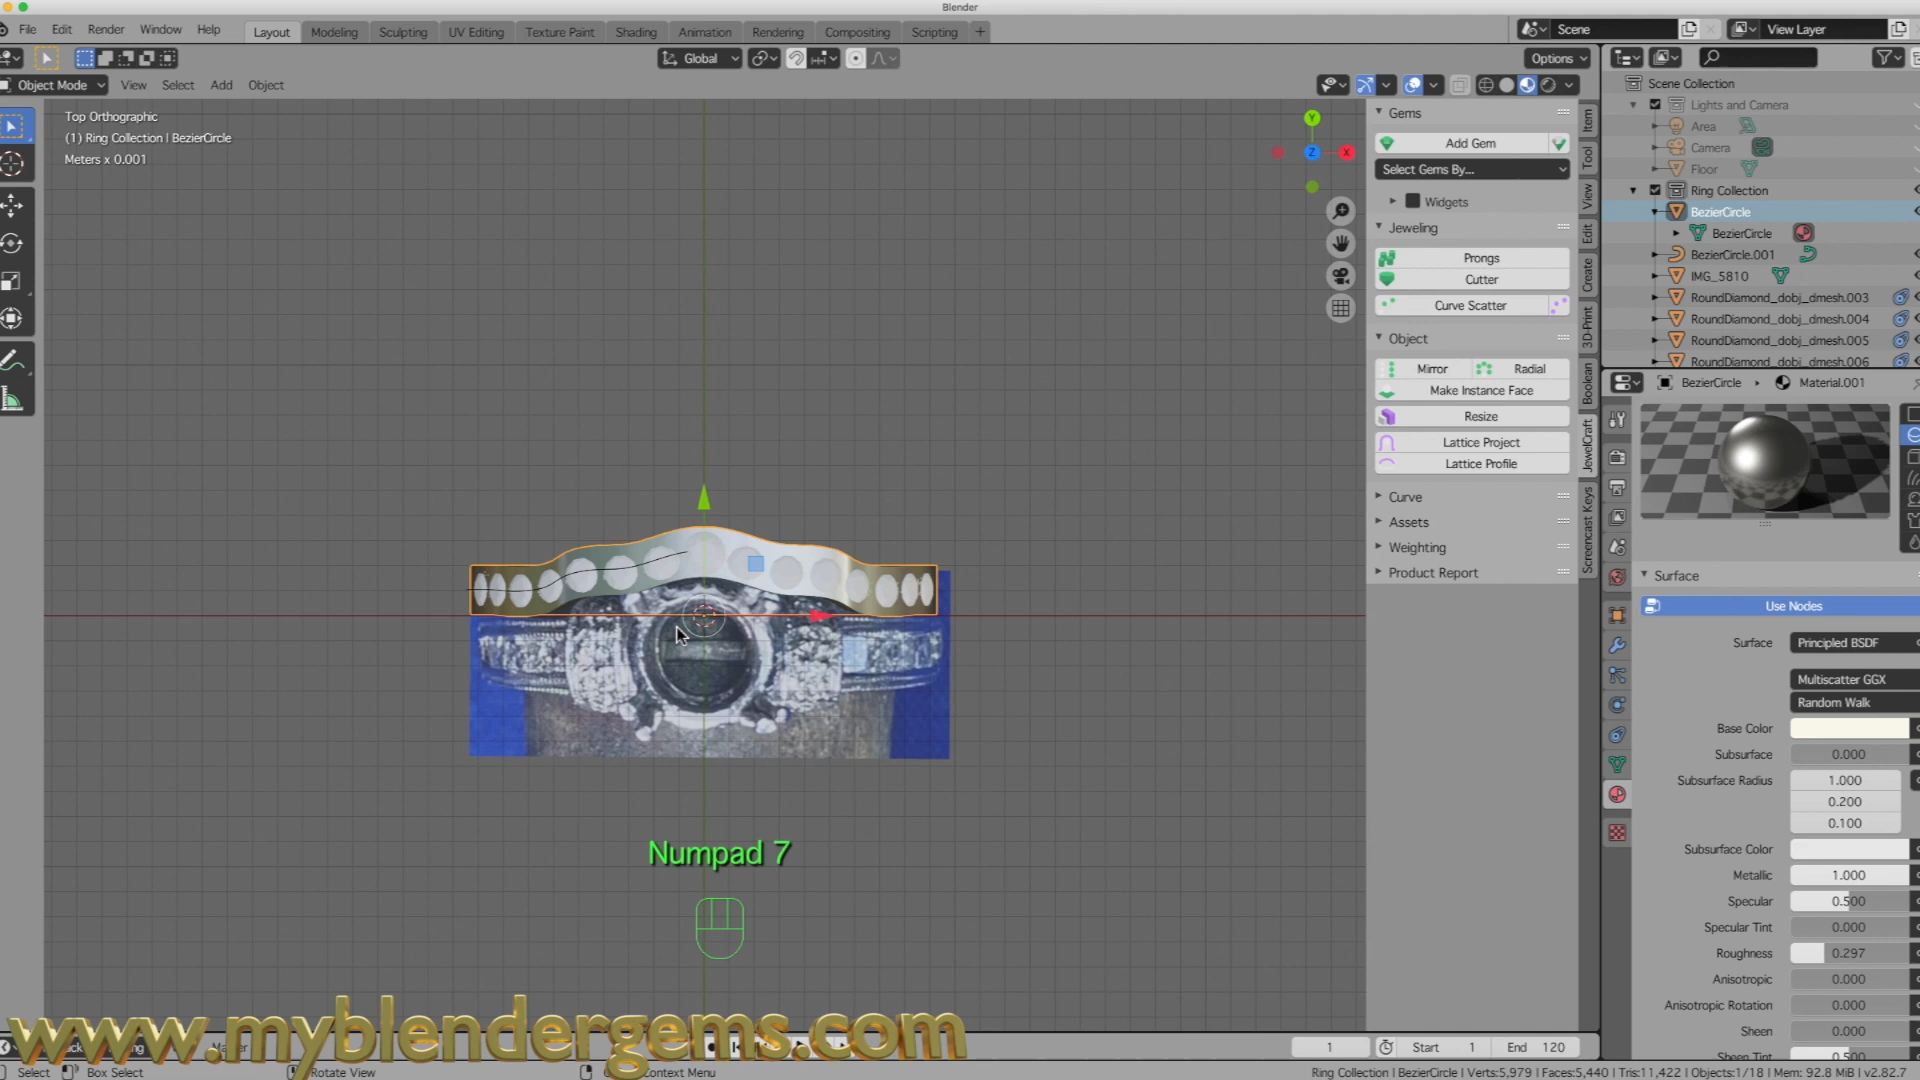 Blender
File Edit Render Window Help Layout Modeling Sculpting UV Editing Texture Paint Shading Animation Rendering Compositing Scripting + Scene View Layer
Global Options
Object Mode View Select Add Object
Top Orthographic
(1) Ring Collection | BezierCircle
Meters x 0.001
Y
Z
X
Gems
Add Gem
Select Gems By...
Widgets
Jeweling
Prongs
Cutter
Curve Scatter
Object
Mirror Radial
Make Instance Face
Resize
Lattice Project
Lattice Profile
Curve
Assets
Weighting
Product Report
Item
Tool
View
Edit
Create
3D-Print
Boolean
JewelCraft
Screencast Keys
Scene Collection
Lights and Camera
Area
Camera
Floor
Ring Collection
BezierCircle
BezierCircle
BezierCircle.001
IMG_5810
RoundDiamond_dobj_dmesh.003
RoundDiamond_dobj_dmesh.004
RoundDiamond_dobj_dmesh.005
RoundDiamond_dobj_dmesh.006
BezierCircle Material.001
Surface
Use Nodes
Surface Principled BSDF
Multiscatter GGX
Random Walk
Base Color
Subsurface 0.000
Subsurface Radius 1.000
0.200
0.100
Subsurface Color
Metallic 1.000
Specular 0.500
Specular Tint 0.000
Roughness 0.297
Anisotropic 0.000
Anisotropic Rotation 0.000
Sheen 0.000
Sheen Tint 0.500
Numpad 7
www.myblendergems.com
1 Start 1 End 120
Select Box Select Rotate View Ring Collection | BezierCircle | Verts:5,979 | Faces:5,440 | Tris:11,422 | Objects:1/18 | Mem: 92.8 MiB | v2.82.7